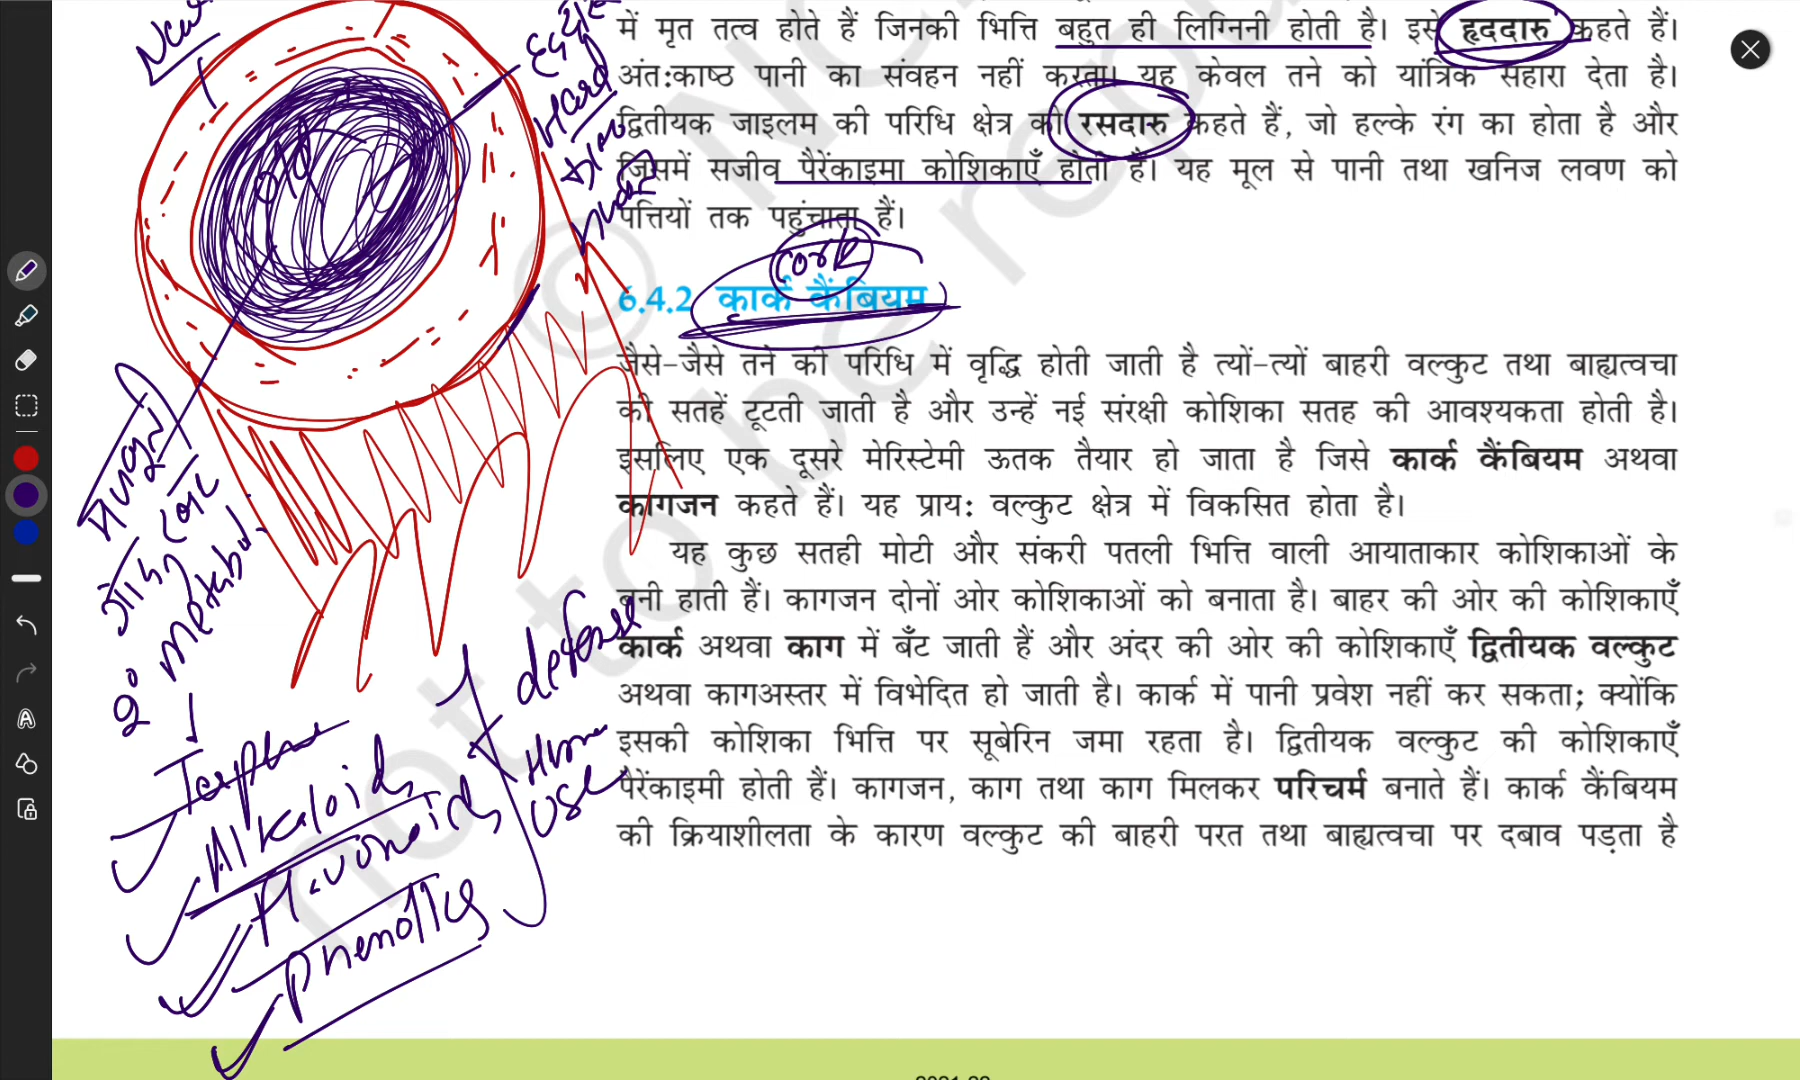 में मृत तत्व होते हैं जिनकी भित्ति बहुत ही लिग्निनी होती है। इसे हृददारु कहते हैं।
अंत:काष्ठ पानी का संवहन नहीं करता। यह केवल तने को यांत्रिक सहारा देता है।
द्वितीयक जाइलम की परिधि क्षेत्र को रसदारु कहते हैं, जो हल्के रंग का होता है और
जिसमें सजीव पैरेंकाइमा कोशिकाएँ होती हैं। यह मूल से पानी तथा खनिज लवण को
पत्तियों तक पहुंचाता हैं।
cork
6.4.2 कार्क कैंबियम
जैसे-जैसे तने की परिधि में वृद्धि होती जाती है त्यों-त्यों बाहरी वल्कुट तथा बाह्यत्वचा
की सतहें टूटती जाती है और उन्हें नई संरक्षी कोशिका सतह की आवश्यकता होती है।
इसलिए एक दूसरे मेरिस्टेमी ऊतक तैयार हो जाता है जिसे कार्क कैंबियम अथवा
कागजन कहते हैं। यह प्राय: वल्कुट क्षेत्र में विकसित होता है।
यह कुछ सतही मोटी और संकरी पतली भित्ति वाली आयाताकार कोशिकाओं के
बनी हाती हैं। कागजन दोनों ओर कोशिकाओं को बनाता है। बाहर की ओर की कोशिकाएँ
कार्क अथवा काग में बँट जाती हैं और अंदर की ओर की कोशिकाएँ द्वितीयक वल्कुट
अथवा कागअस्तर में विभेदित हो जाती है। कार्क में पानी प्रवेश नहीं कर सकता; क्योंकि
इसकी कोशिका भित्ति पर सूबेरिन जमा रहता है। द्वितीयक वल्कुट की कोशिकाएँ
पैरेंकाइमी होती हैं। कागजन, काग तथा काग मिलकर परिचर्म बनाते हैं। कार्क कैंबियम
की क्रियाशीलता के कारण वल्कुट की बाहरी परत तथा बाह्यत्वचा पर दबाव पड़ता है
old
Hard
मजबूती
2°
defense
Alkaloids
use
phenolics
not to be